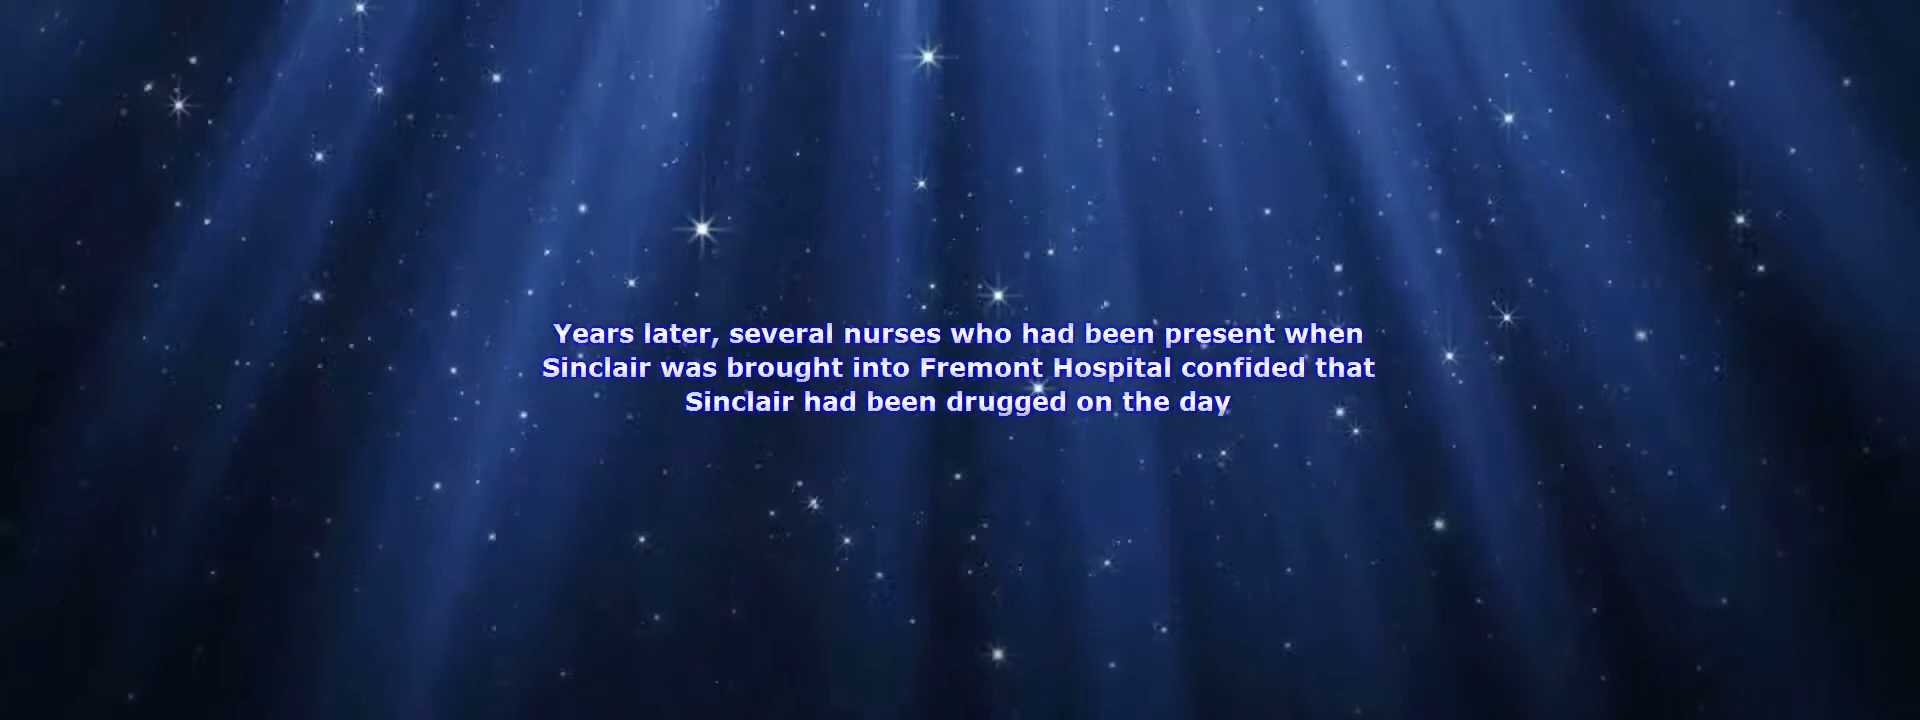 Years later, several nurses who had been present when
Sinclair was brought into Fremont Hospital confided that
Sinclair had been drugged on the day